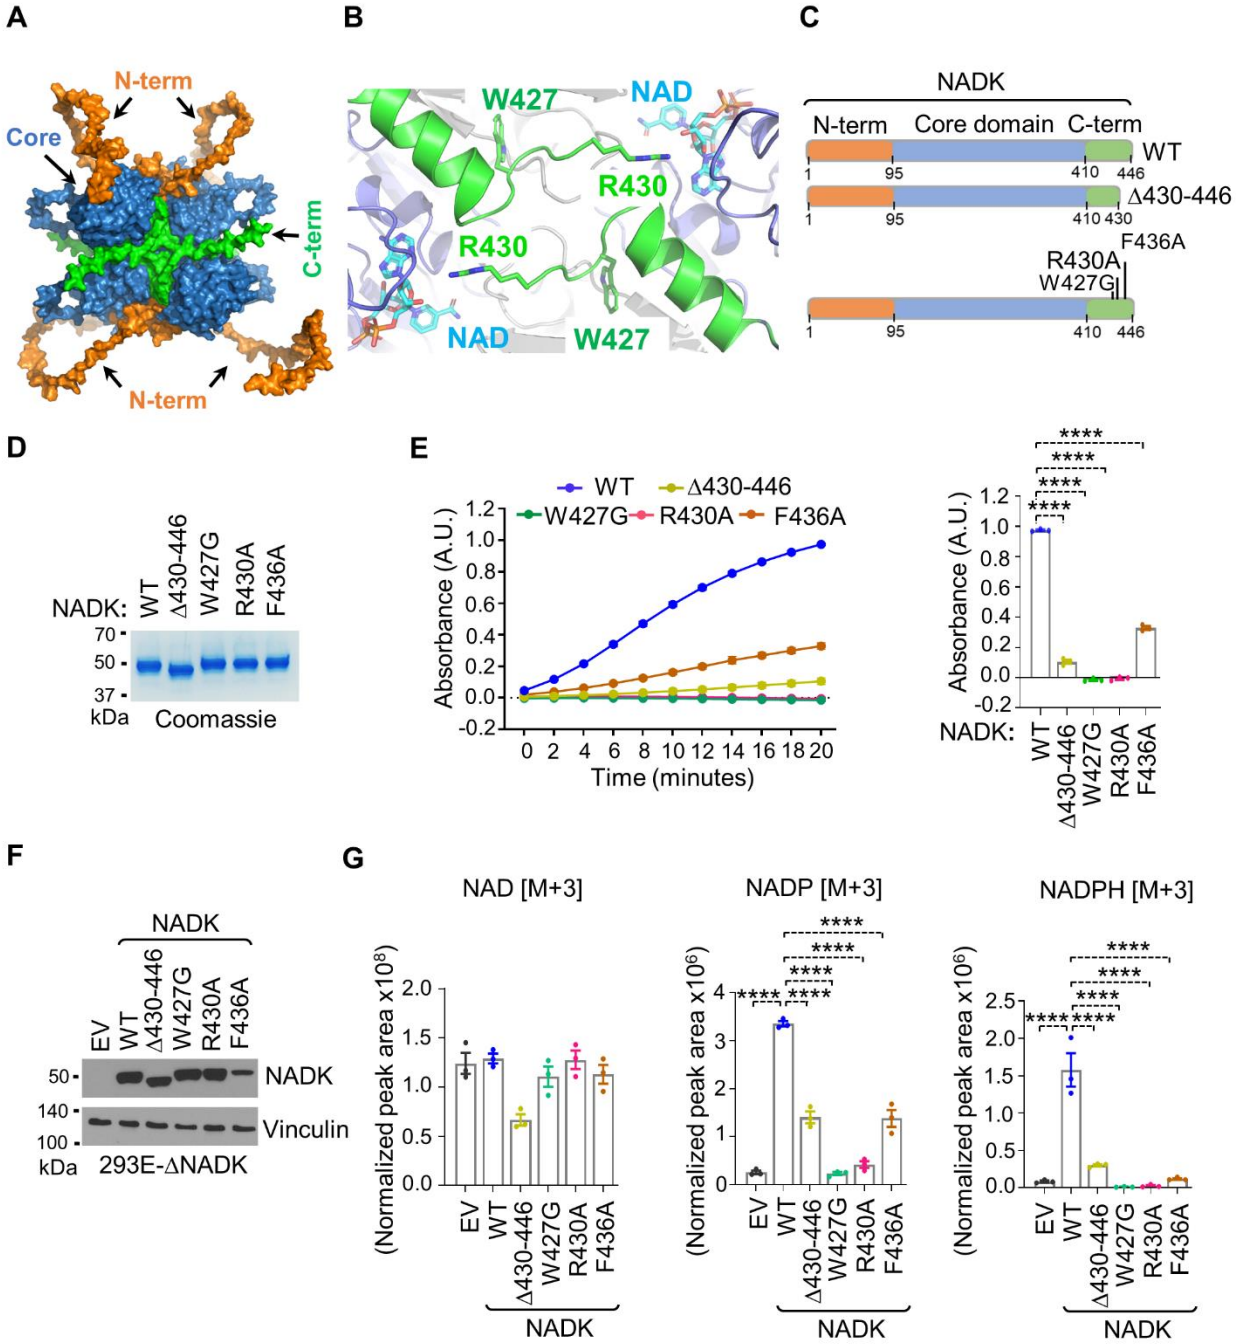 A
N-term
Core
C-term
N-term
B
W427
NAD
R430
R430
NAD
W427
C
NADK
N-term Core domain C-term
WT
1 95 410 446
Δ430-446
1 95 410 430
F436A
R430A
W427G
1 95 410 446
D
NADK: WT Δ430-446 W427G R430A F436A
70
50
37
kDa Coomassie
E
WT Δ430-446
W427G R430A F436A
Absorbance (A.U.)
1.2
1.0
0.8
0.6
0.4
0.2
0.0
-0.2
0 2 4 6 8 10 12 14 16 18 20
Time (minutes)
****
****
****
****
Absorbance (A.U.)
1.2
1.0
0.8
0.6
0.4
0.2
0.0
-0.2
NADK: WT Δ430-446 W427G R430A F436A
F
NADK
EV WT Δ430-446 W427G R430A F436A
50 NADK
140
Vinculin
100
kDa 293E-ΔNADK
G
NAD [M+3]
(Normalized peak area x10⁸)
2.0
1.5
1.0
0.5
0.0
EV WT Δ430-446 W427G R430A F436A
NADK
NADP [M+3]
(Normalized peak area x10⁶)
****
****
****
**** ****
4
3
2
1
0
EV WT Δ430-446 W427G R430A F436A
NADK
NADPH [M+3]
(Normalized peak area x10⁶)
****
****
****
**** ****
2.5
2.0
1.5
1.0
0.5
0.0
EV WT Δ430-446 W427G R430A F436A
NADK